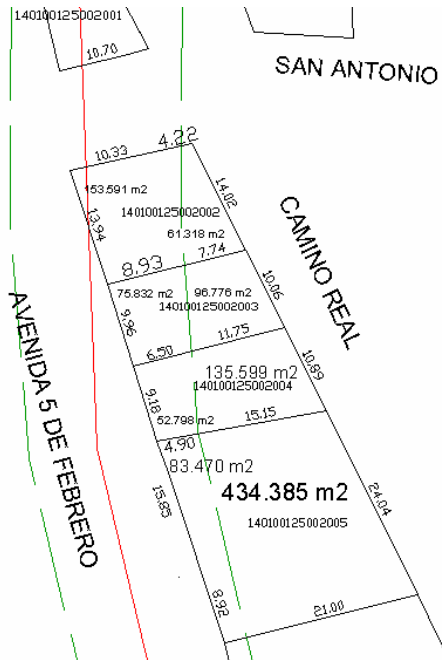 140100125002001
10.70
SAN ANTONIO
10.33
4.22
153.591 m2
14.02
140100125002002
13.94
61.318 m2
CAMINO REAL
8.93
7.74
75.832 m2
96.776 m2
10.06
140100125002003
9.96
11.75
6.50
10.89
135.599 m2
140100125002004
AVENIDA 5 DE FEBRERO
9.18
52.798 m2
15.15
4.90
83.470 m2
15.85
434.385 m2
24.04
140100125002005
8.92
21.00